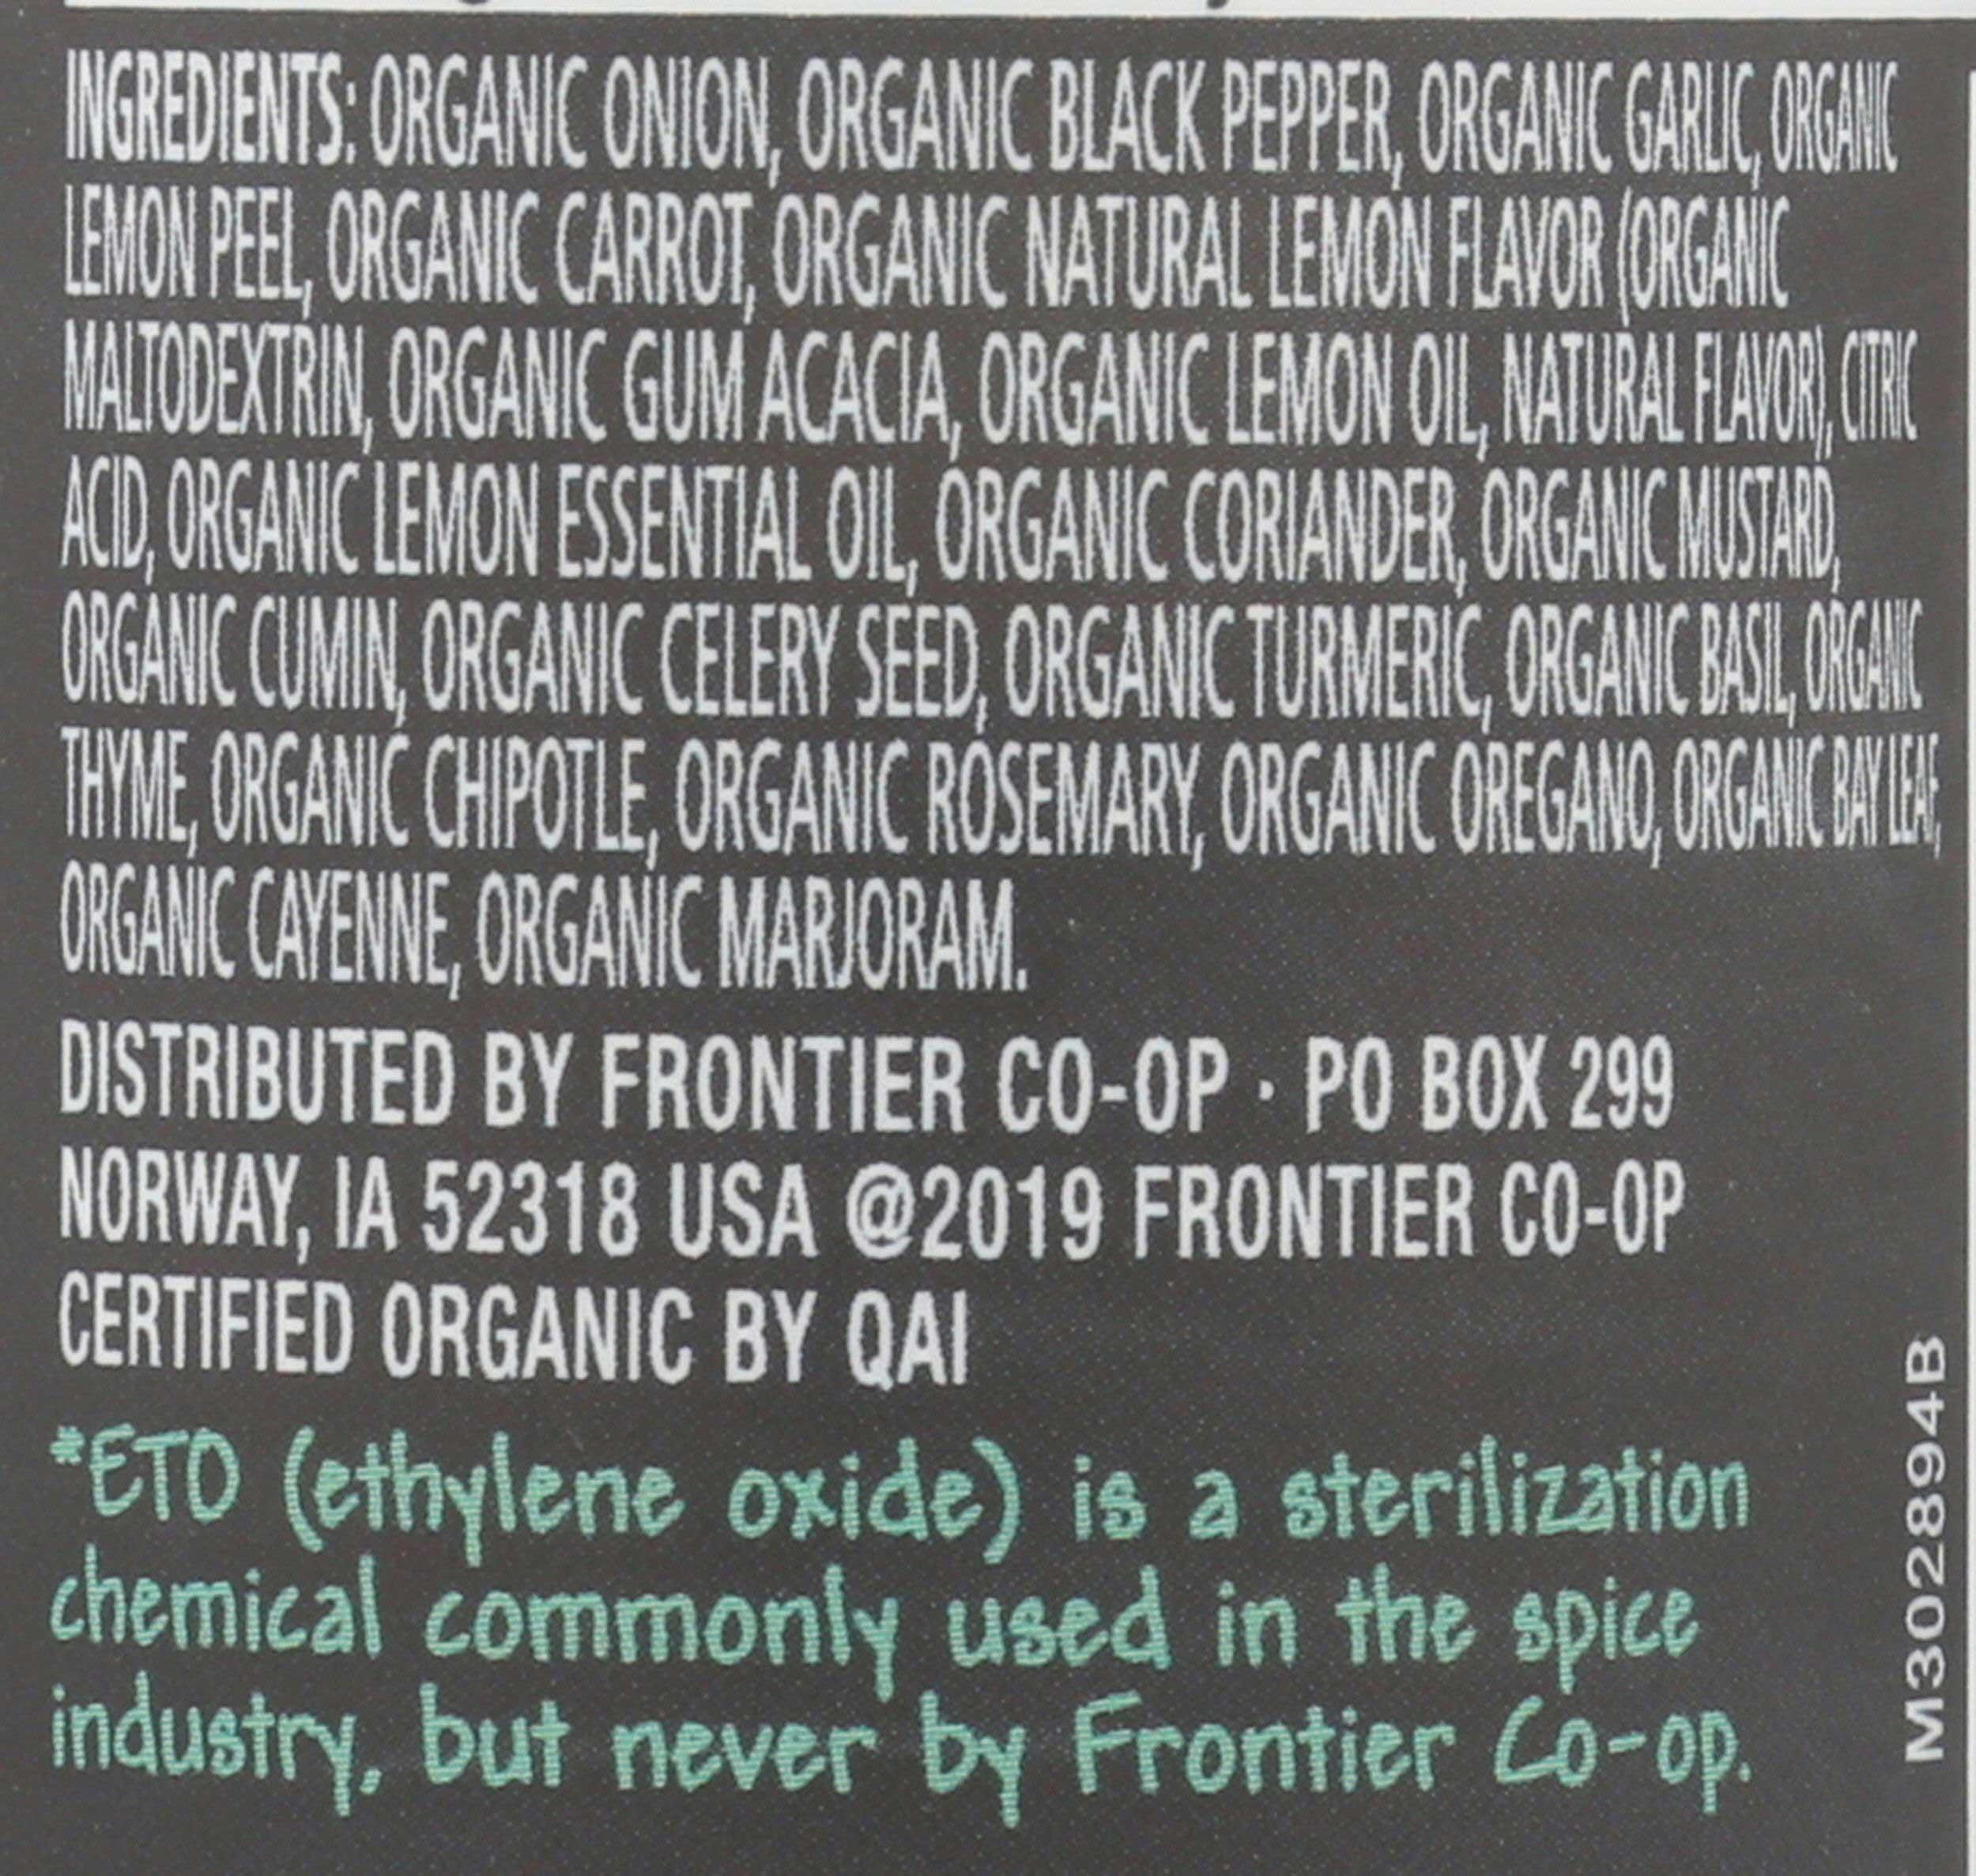 INGREDIENTS: ORGANIC ONION, ORGANIC BLACK PEPPER, ORGANIC GARLIC, ORGANIC
LEMON PEEL, ORGANIC CARROT, ORGANIC NATURAL LEMON FLAVOR (ORGANIC
MALTODEXTRIN, ORGANIC GUM ACACIA, ORGANIC LEMON OIL, NATURAL FLAVOR), CITRIC
ACID, ORGANIC LEMON ESSENTIAL OIL, ORGANIC CORIANDER, ORGANIC MUSTARD,
ORGANIC CUMIN, ORGANIC CELERY SEED, ORGANIC TURMERIC, ORGANIC BASIL, ORGANIC
THYME, ORGANIC CHIPOTLE, ORGANIC ROSEMARY, ORGANIC OREGANO, ORGANIC BAY LEAF,
ORGANIC CAYENNE, ORGANIC MARJORAM.
DISTRIBUTED BY FRONTIER CO-OP · PO BOX 299
NORWAY, IA 52318 USA @2019 FRONTIER CO-OP
CERTIFIED ORGANIC BY QAI
*ETO (ethylene oxide) is a sterilization
chemical commonly used in the spice
industry, but never by Frontier Co-op.
M302894B